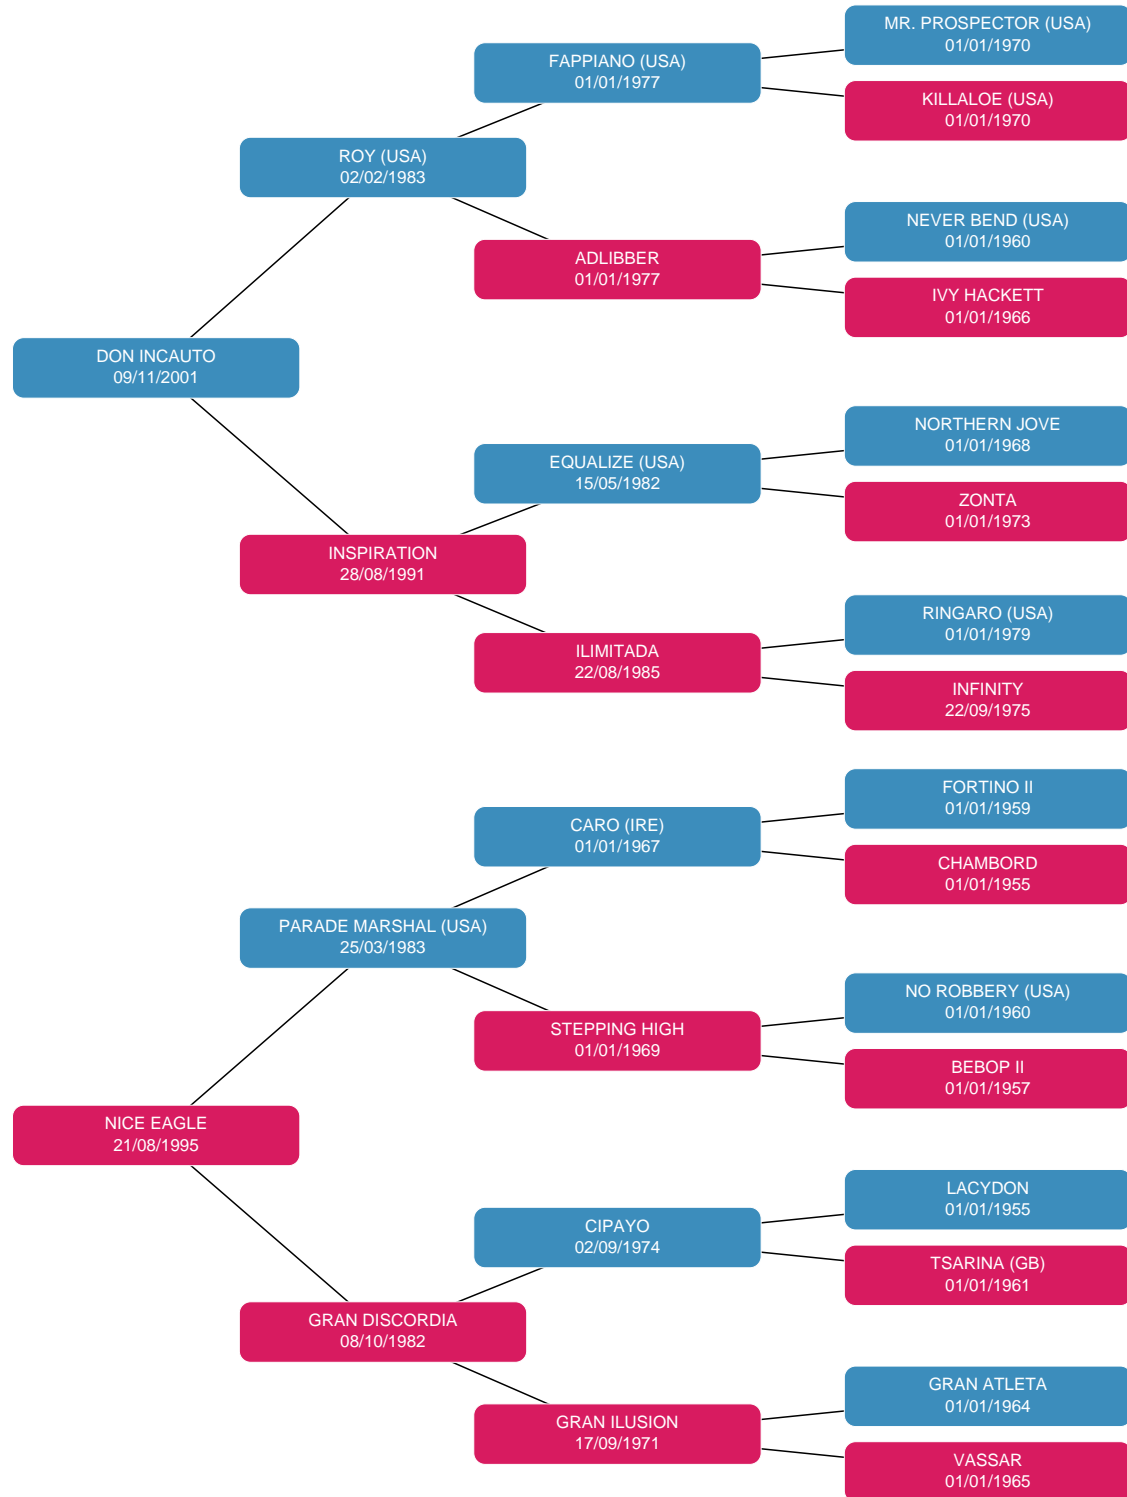 MR. PROSPECTOR (USA)
01/01/1970
FAPPIANO (USA)
01/01/1977
KILLALOE (USA)
01/01/1970
ROY (USA)
02/02/1983
NEVER BEND (USA)
01/01/1960
ADLIBBER
01/01/1977
IVY HACKETT
01/01/1966
DON INCAUTO
09/11/2001
NORTHERN JOVE
01/01/1968
EQUALIZE (USA)
15/05/1982
ZONTA
01/01/1973
INSPIRATION
28/08/1991
RINGARO (USA)
01/01/1979
ILIMITADA
22/08/1985
INFINITY
22/09/1975
FORTINO II
01/01/1959
CARO (IRE)
01/01/1967
CHAMBORD
01/01/1955
PARADE MARSHAL (USA)
25/03/1983
NO ROBBERY (USA)
01/01/1960
STEPPING HIGH
01/01/1969
BEBOP II
01/01/1957
NICE EAGLE
21/08/1995
LACYDON
01/01/1955
CIPAYO
02/09/1974
TSARINA (GB)
01/01/1961
GRAN DISCORDIA
08/10/1982
GRAN ATLETA
01/01/1964
GRAN ILUSION
17/09/1971
VASSAR
01/01/1965